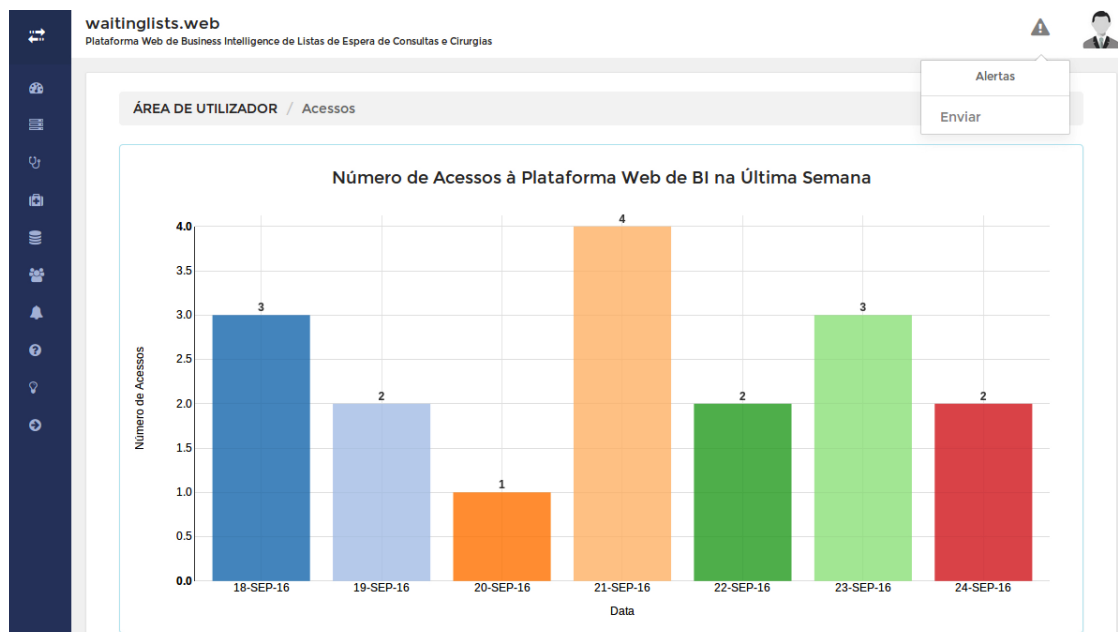 waitinglists.web
Plataforma Web de Business Intelligence de Listas de Espera de Consultas e Cirurgias
Alertas
Enviar
ÁREA DE UTILIZADOR / Acessos
Número de Acessos à Plataforma Web de BI na Última Semana
Número de Acessos
4.0
3.5
3.0
2.5
2.0
1.5
1.0
0.5
0.0
3
2
1
4
2
3
2
18-SEP-16
19-SEP-16
20-SEP-16
21-SEP-16
22-SEP-16
23-SEP-16
24-SEP-16
Data